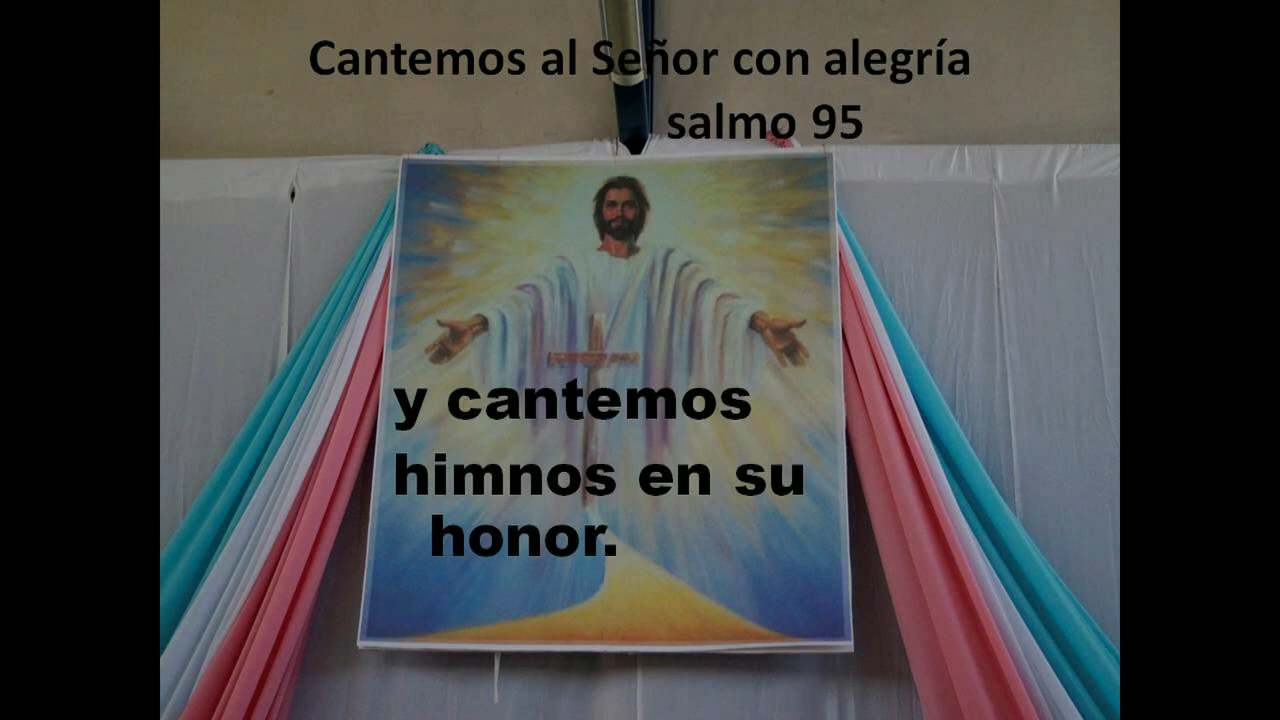 Cantemos al Señor con alegría
salmo 95
y cantemos
himnos en su
honor.